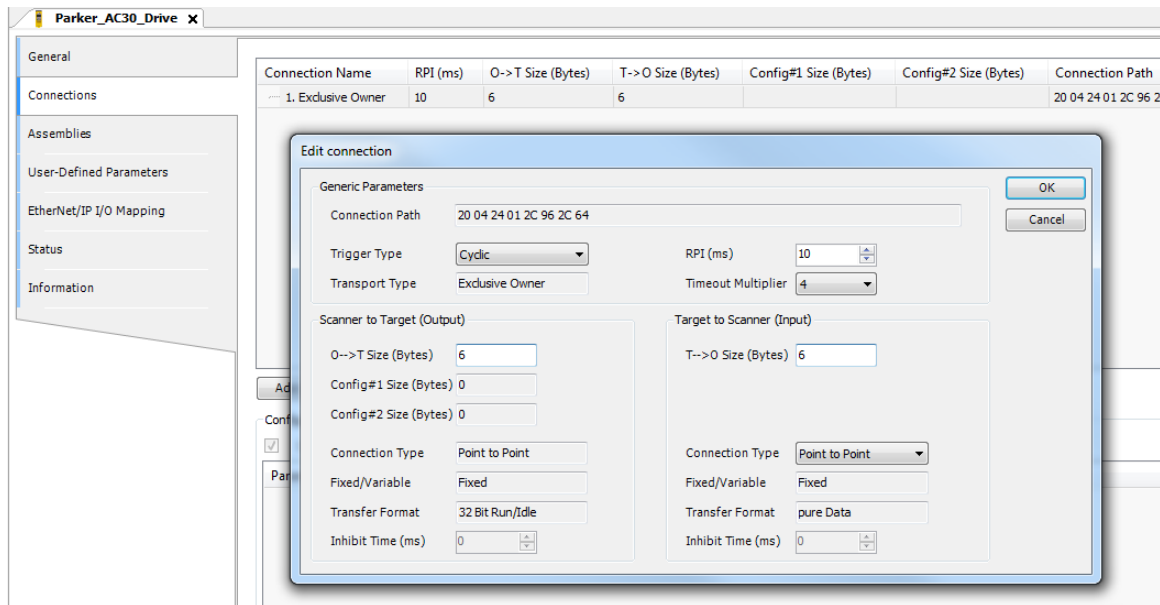 Parker_AC30_Drive X
General
Connections
Assemblies
User-Defined Parameters
EtherNet/IP I/O Mapping
Status
Information
Connection Name RPI (ms) O->T Size (Bytes) T->O Size (Bytes) Config#1 Size (Bytes) Config#2 Size (Bytes) Connection Path
1. Exclusive Owner 10 6 6 20 04 24 01 2C 96 2
Edit connection
Generic Parameters
OK
Connection Path 20 04 24 01 2C 96 2C 64
Cancel
Trigger Type Cyclic RPI (ms) 10
Transport Type Exclusive Owner Timeout Multiplier 4
Scanner to Target (Output) Target to Scanner (Input)
O-->T Size (Bytes) 6 T-->O Size (Bytes) 6
Config#1 Size (Bytes) 0
Config#2 Size (Bytes) 0
Connection Type Point to Point Connection Type Point to Point
Fixed/Variable Fixed Fixed/Variable Fixed
Transfer Format 32 Bit Run/Idle Transfer Format pure Data
Inhibit Time (ms) 0 Inhibit Time (ms) 0
Ad
Conf
Par